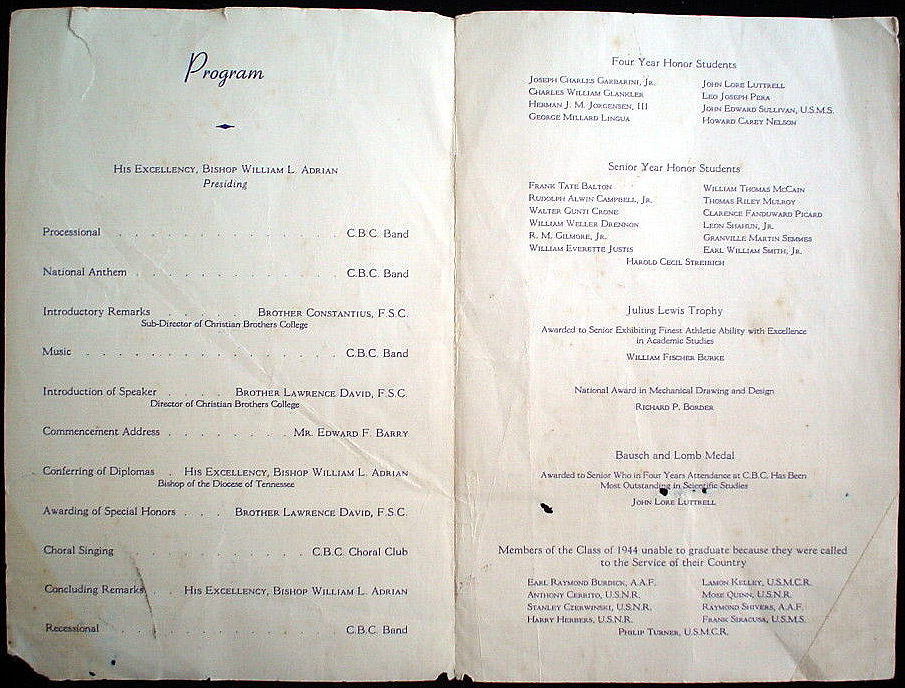 Program
His Excellency, Bishop William L. Adrian
Presiding
Processional . . . . . . . . . . . . . . . . C.B.C. Band
National Anthem . . . . . . . . . . . . . . C.B.C. Band
Introductory Remarks . . . . . Brother Constantius, F.S.C.
Sub-Director of Christian Brothers College
Music . . . . . . . . . . . . . . . . . . C.B.C. Band
Introduction of Speaker . . . . Brother Lawrence David, F.S.C.
Director of Christian Brothers College
Commencement Address . . . . . . . . Mr. Edward F. Barry
Conferring of Diplomas . His Excellency, Bishop William L. Adrian
Bishop of the Diocese of Tennessee
Awarding of Special Honors . . . Brother Lawrence David, F.S.C.
Choral Singing . . . . . . . . . . . . C.B.C. Choral Club
Concluding Remarks . . His Excellency, Bishop William L. Adrian
Recessional . . . . . . . . . . . . . . . . C.B.C. Band
Four Year Honor Students
Joseph Charles Garbarini, Jr.
Charles William Glankler
Herman J. M. Jorgensen, III
George Millard Lingua
John Lore Luttrell
Leo Joseph Pera
John Edward Sullivan, U.S.M.S.
Howard Carey Nelson
Senior Year Honor Students
Frank Tate Balton
Rudolph Alwin Campbell, Jr.
Walter Gunti Crone
William Weller Drennon
R. M. Gilmore, Jr.
William Everette Justis
William Thomas McCain
Thomas Riley Mulroy
Clarence Fanduward Picard
Leon Shahun, Jr.
Granville Martin Semmes
Earl William Smith, Jr.
Harold Cecil Streibich
Julius Lewis Trophy
Awarded to Senior Exhibiting Finest Athletic Ability with Excellence
in Academic Studies
William Fischer Burke
National Award in Mechanical Drawing and Design
Richard P. Border
Bausch and Lomb Medal
Awarded to Senior Who in Four Years Attendance at C.B.C. Has Been
Most Outstanding in Scientific Studies
John Lore Luttrell
Members of the Class of 1944 unable to graduate because they were called
to the Service of their Country
Earl Raymond Burdick, A.A.F.
Anthony Cerrito, U.S.N.R.
Stanley Czerwinski, U.S.N.R.
Harry Herbers, U.S.N.R.
Lamon Kelley, U.S.M.C.R.
Mose Quinn, U.S.N.R.
Raymond Shivers, A.A.F.
Frank Siracusa, U.S.M.S.
Philip Turner, U.S.M.C.R.